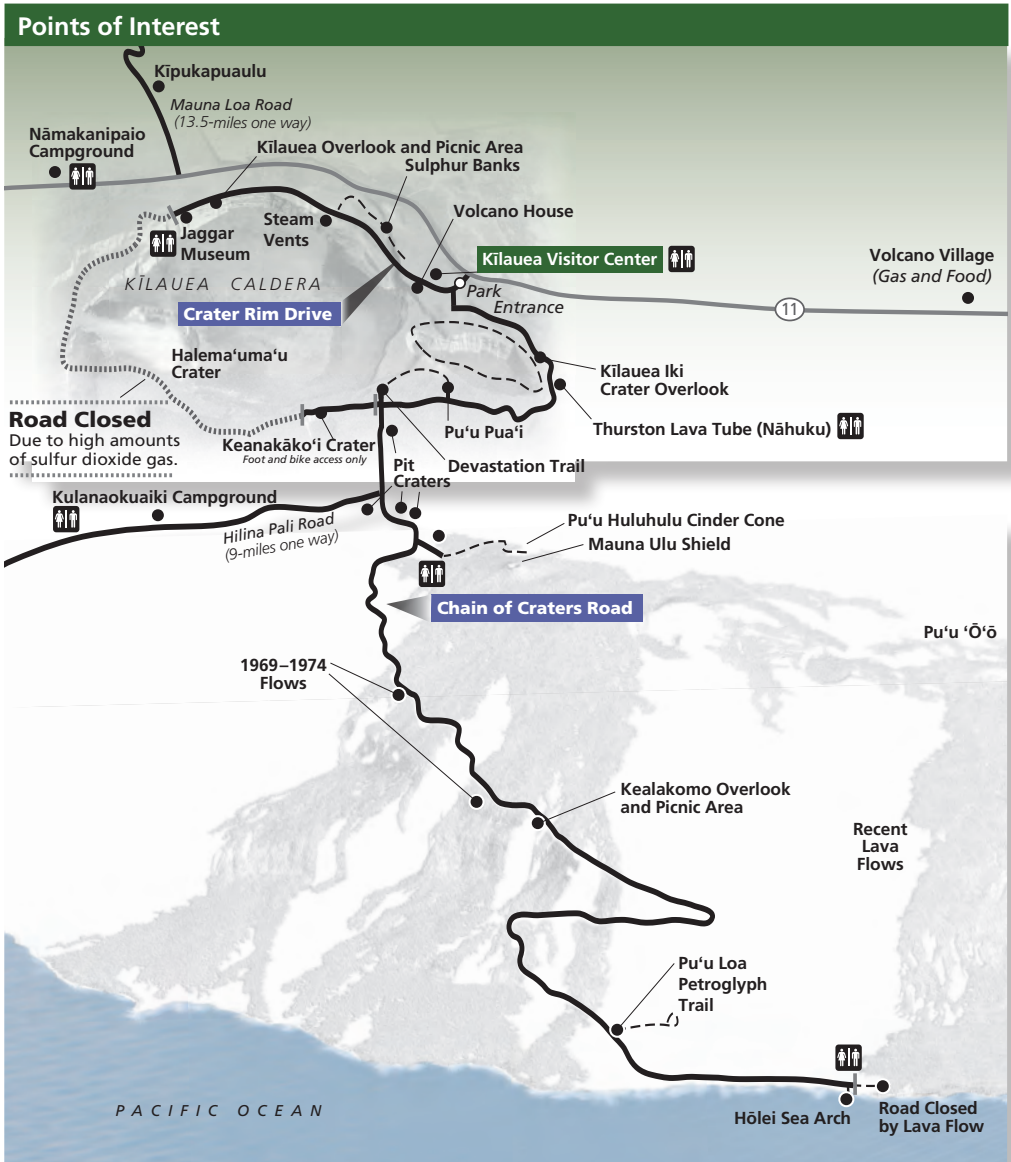 Points of Interest
Kīpukapuaulu
Mauna Loa Road
(13.5-miles one way)
Nāmakanipaio
Campground
Kīlauea Overlook and Picnic Area
Sulphur Banks
Steam
Vents
Volcano House
Jaggar
Museum
Kīlauea Visitor Center
Volcano Village
(Gas and Food)
KĪLAUEA CALDERA
Park
Entrance
11
Crater Rim Drive
Halemaʻumaʻu
Crater
Kīlauea Iki
Crater Overlook
Road Closed
Due to high amounts
of sulfur dioxide gas.
Thurston Lava Tube (Nāhuku)
Keanakākoʻi Crater
Foot and bike access only
Puʻu Puaʻi
Pit
Craters
Devastation Trail
Kulanaokuaiki Campground
Hilina Pali Road
(9-miles one way)
Puʻu Huluhulu Cinder Cone
Mauna Ulu Shield
Chain of Craters Road
Puʻu ʻŌʻō
1969–1974
Flows
Kealakomo Overlook
and Picnic Area
Recent
Lava
Flows
Puʻu Loa
Petroglyph
Trail
PACIFIC OCEAN
Hōlei Sea Arch
Road Closed
by Lava Flow